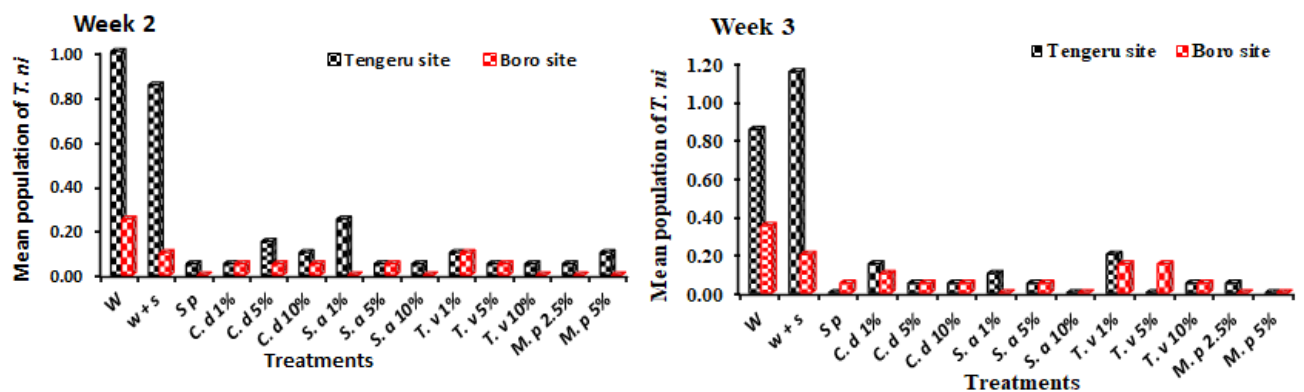 Week 2
Tengeru site Boro site
Mean population of T. ni
1.00
0.80
0.60
0.40
0.20
0.00
W w + s S p C. d 1% C. d 5% C. d 10% S. a 1% S. a 5% S. a 10% T. v 1% T. v 5% T. v 10% M. p 2.5% M. p 5%
Treatments
Week 3
Tengeru site Boro site
Mean population of T. ni
1.20
1.00
0.80
0.60
0.40
0.20
0.00
W w + s S p C. d 1% C. d 5% C. d 10% S. a 1% S. a 5% S. a 10% T. v 1% T. v 5% T. v 10% M. p 2.5% M. p 5%
Treatments